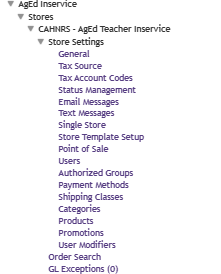 AgEd Inservice
Stores
CAHNRS - AgEd Teacher Inservice
Store Settings
General
Tax Source
Tax Account Codes
Status Management
Email Messages
Text Messages
Single Store
Store Template Setup
Point of Sale
Users
Authorized Groups
Payment Methods
Shipping Classes
Categories
Products
Promotions
User Modifiers
Order Search
GL Exceptions (0)